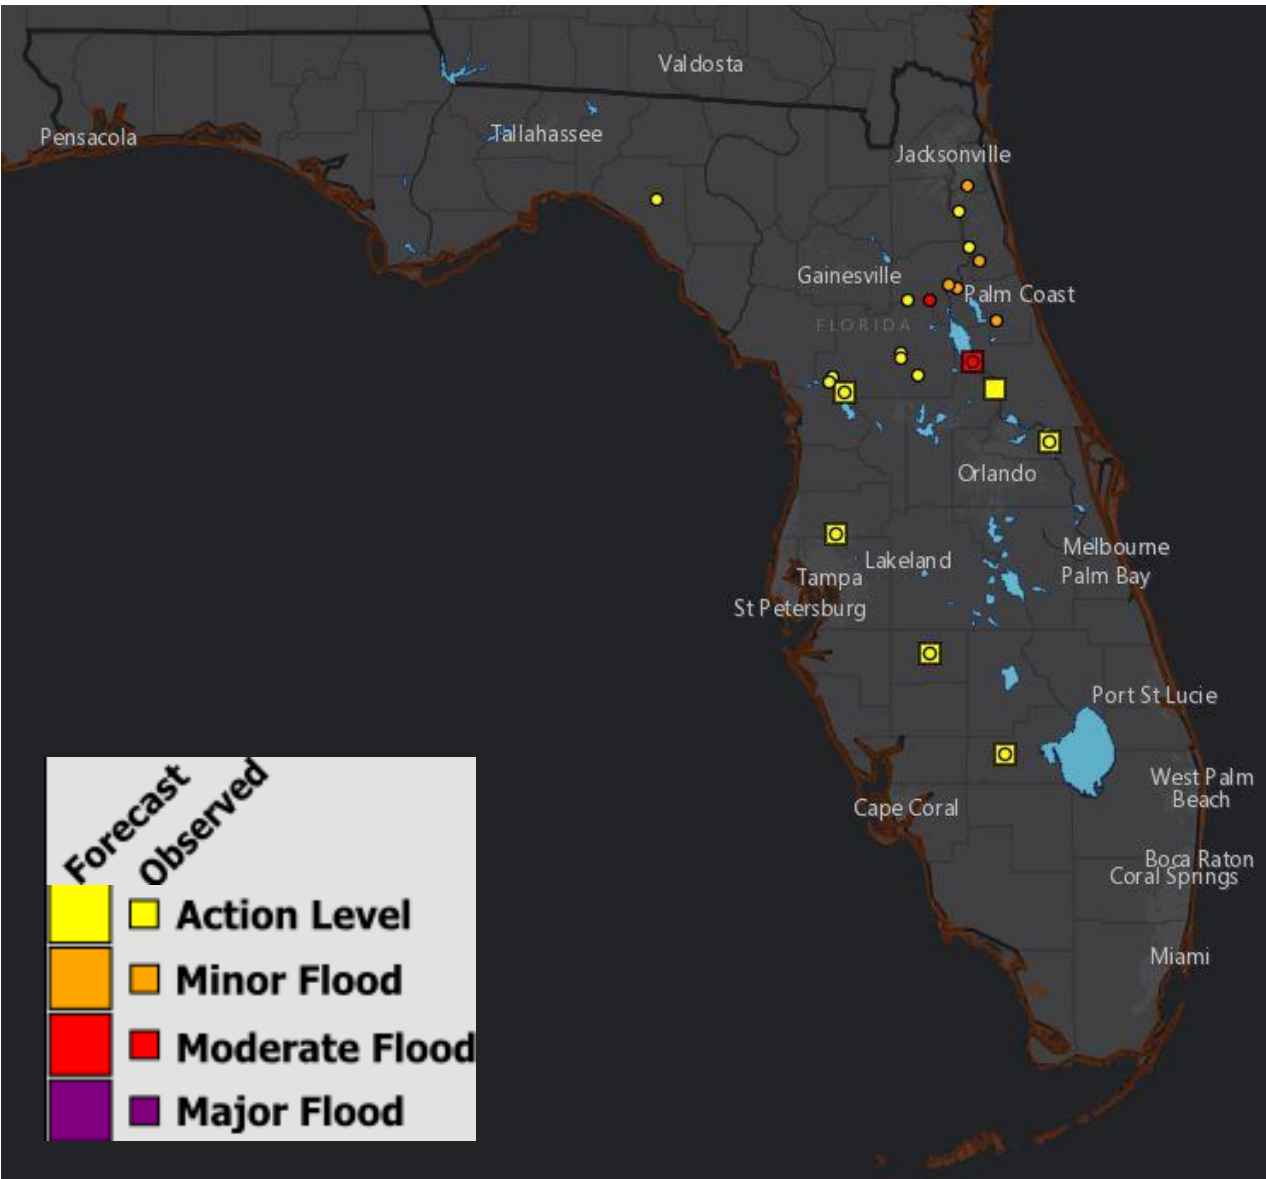 Valdosta
Pensacola
Tallahassee
Jacksonville
Gainesville
Palm Coast
FLORIDA
Orlando
Melbourne
Lakeland
Palm Bay
Tampa
St Petersburg
Port St Lucie
West Palm
Beach
Cape Coral
Boca Raton
Coral Springs
Miami
Forecast
Observed
Action Level
Minor Flood
Moderate Flood
Major Flood